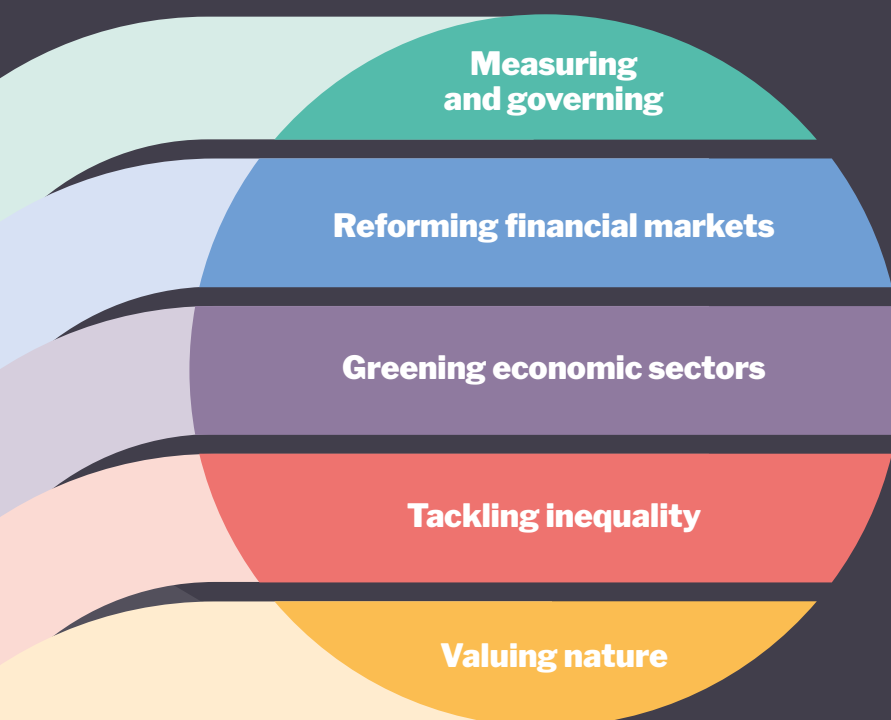 Measuring
and governing
Reforming financial markets
Greening economic sectors
Tackling inequality
Valuing nature